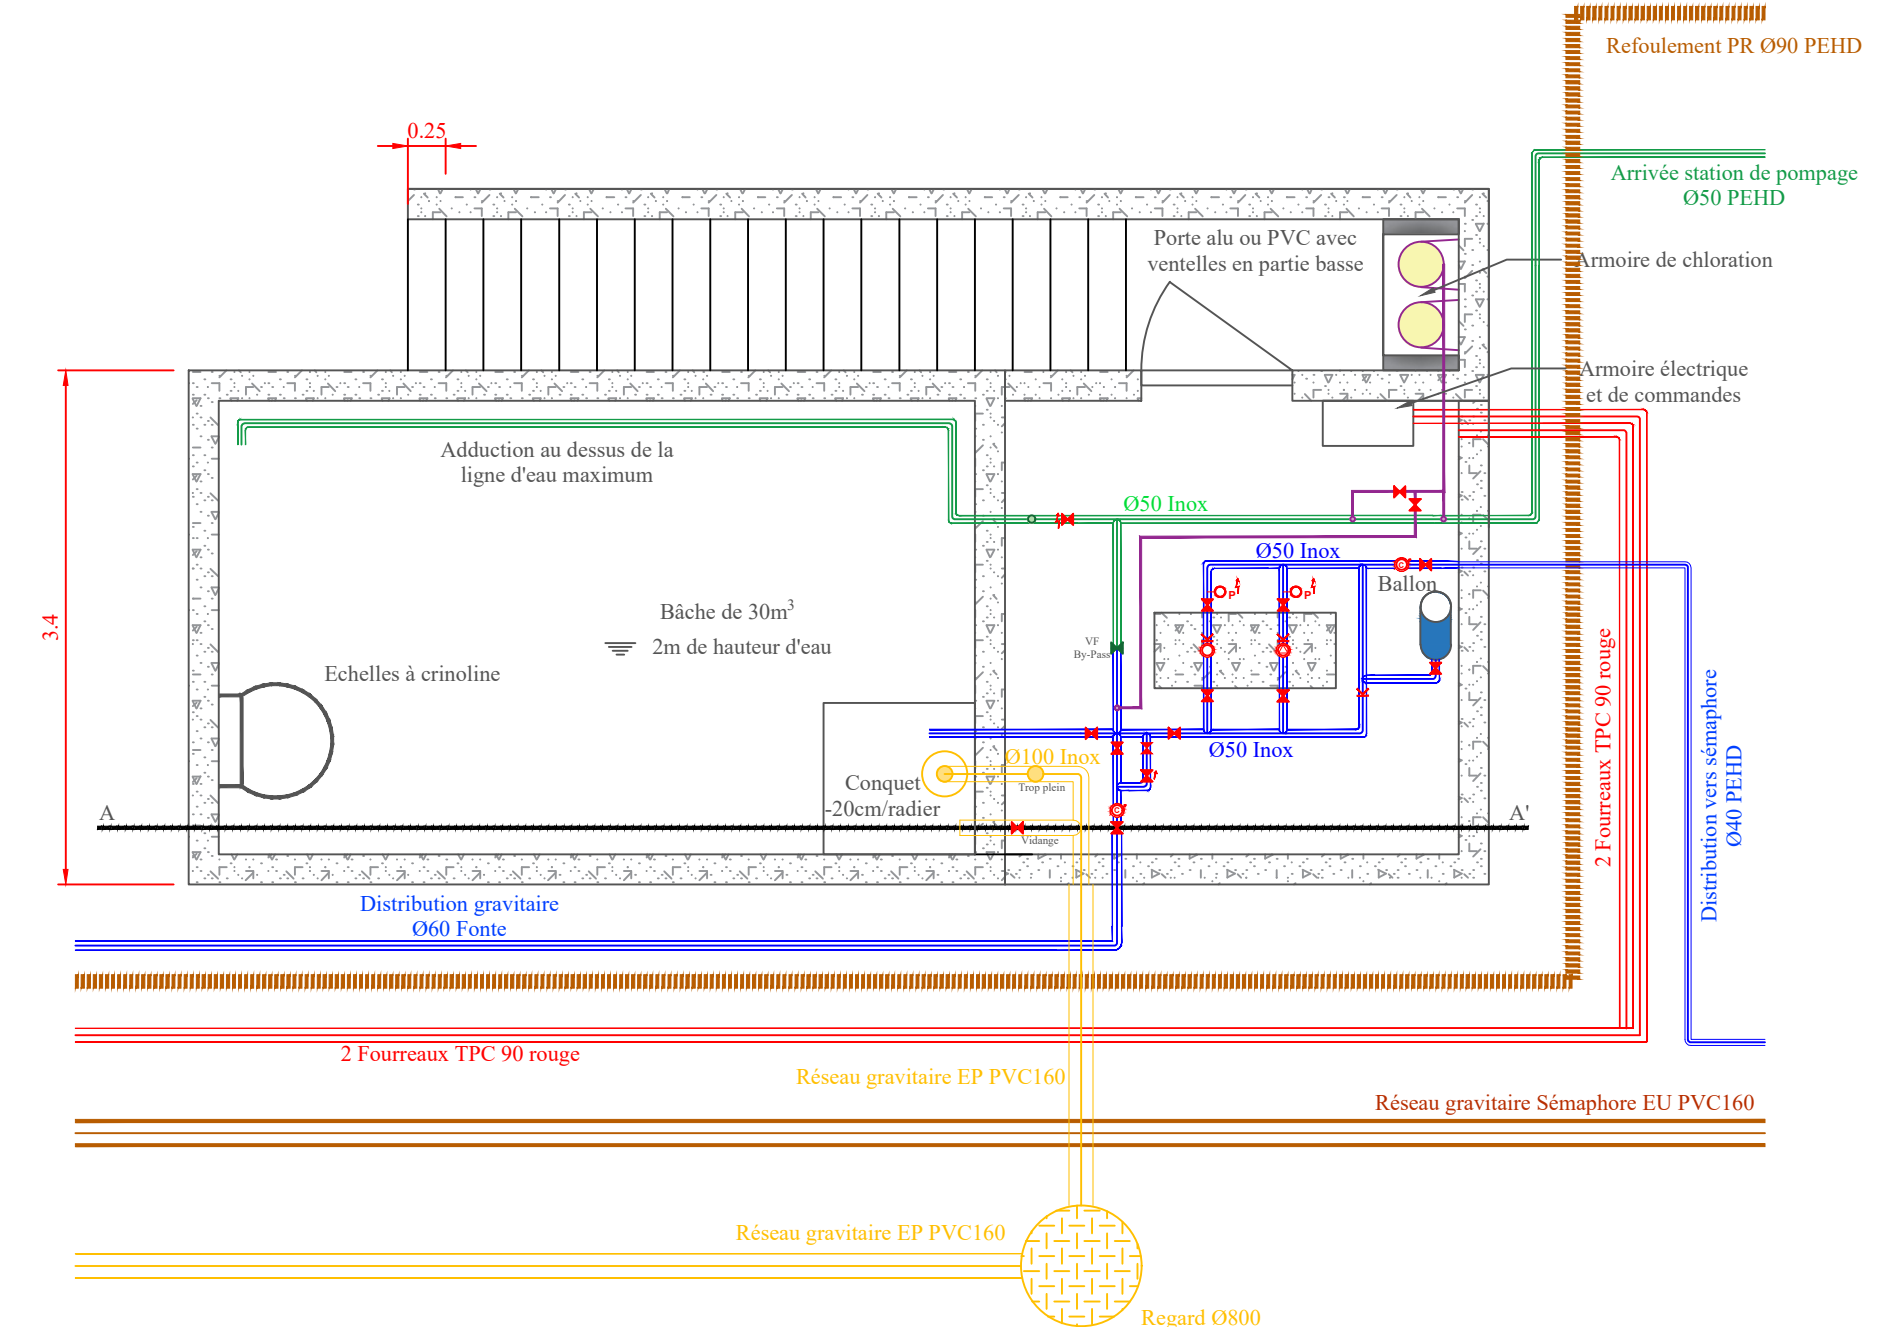 Refoulement PR Ø90 PEHD
0.25
Arrivée station de pompage
Ø50 PEHD
Porte alu ou PVC avec
ventelles en partie basse
Armoire de chloration
Armoire électrique
et de commandes
Adduction au dessus de la
ligne d'eau maximum
Ø50 Inox
Ø50 Inox
Ballon
P
P
3.4
Bâche de 30m³
2m de hauteur d'eau
VF
By-Pass
Echelles à crinoline
2 Fourreaux TPC 90 rouge
Distribution vers sémaphore
Ø40 PEHD
Ø50 Inox
Ø100 Inox
Trop plein
Conquet
-20cm/radier
C
C
A
A'
Vidange
Distribution gravitaire
Ø60 Fonte
2 Fourreaux TPC 90 rouge
Réseau gravitaire EP PVC160
Réseau gravitaire Sémaphore EU PVC160
Réseau gravitaire EP PVC160
Regard Ø800